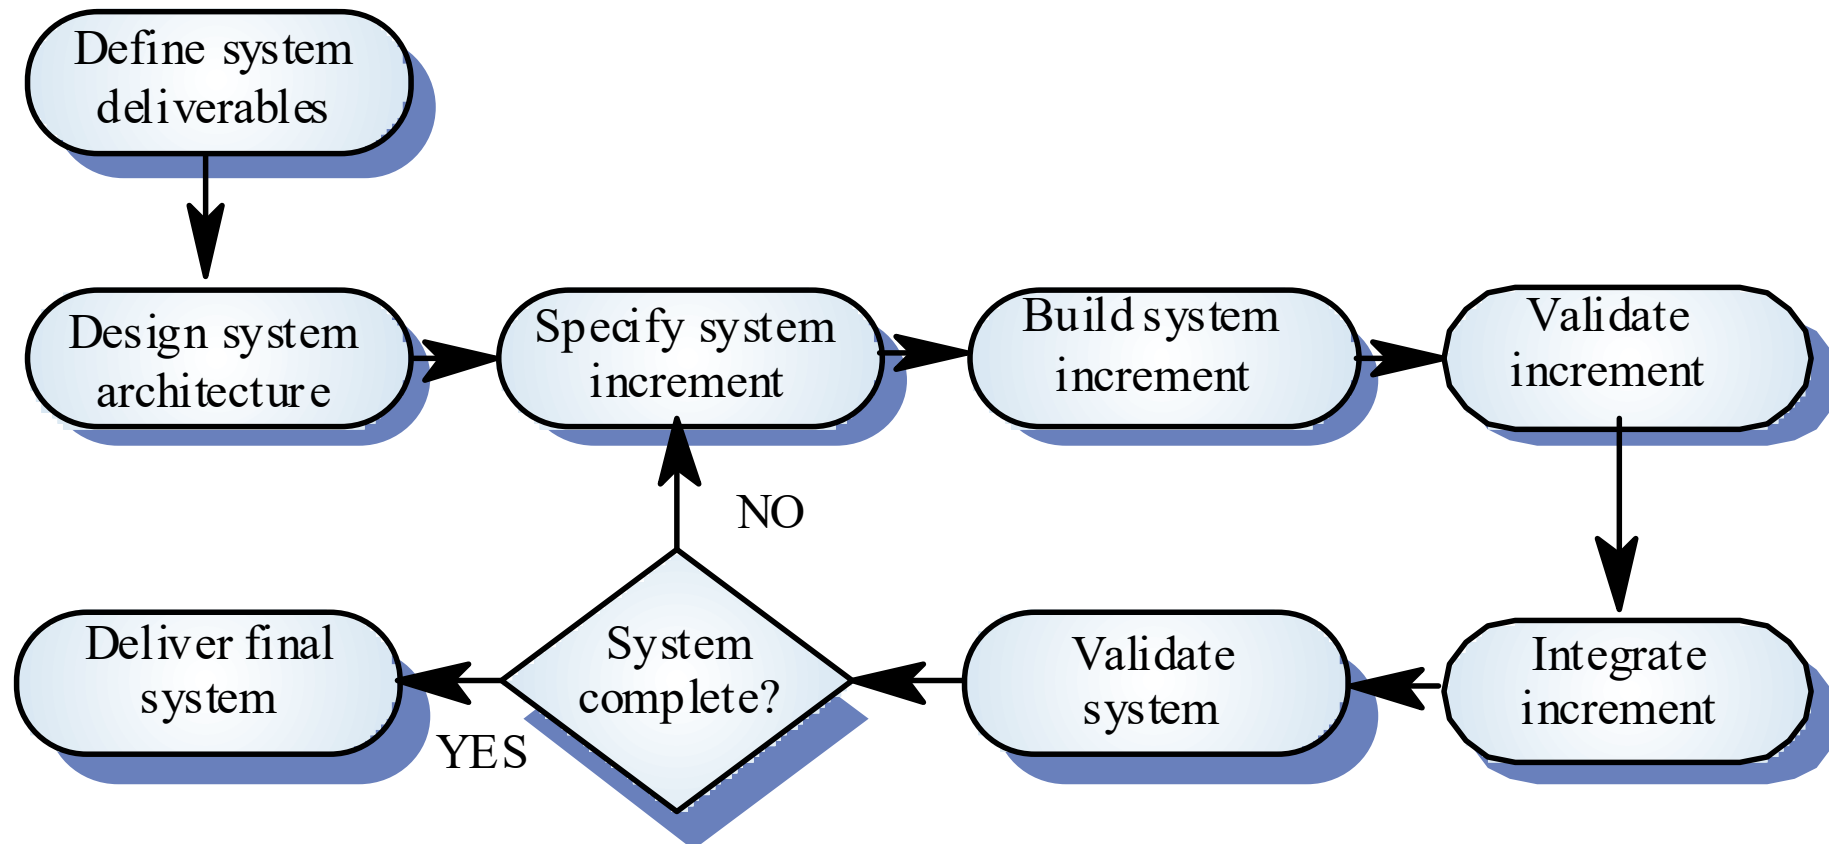 Define system
deliverables
Design system
architecture
Specify system
increment
Build system
increment
Validate
increment
NO
Deliver final
system
YES
System
complete?
Validate
system
Integrate
increment